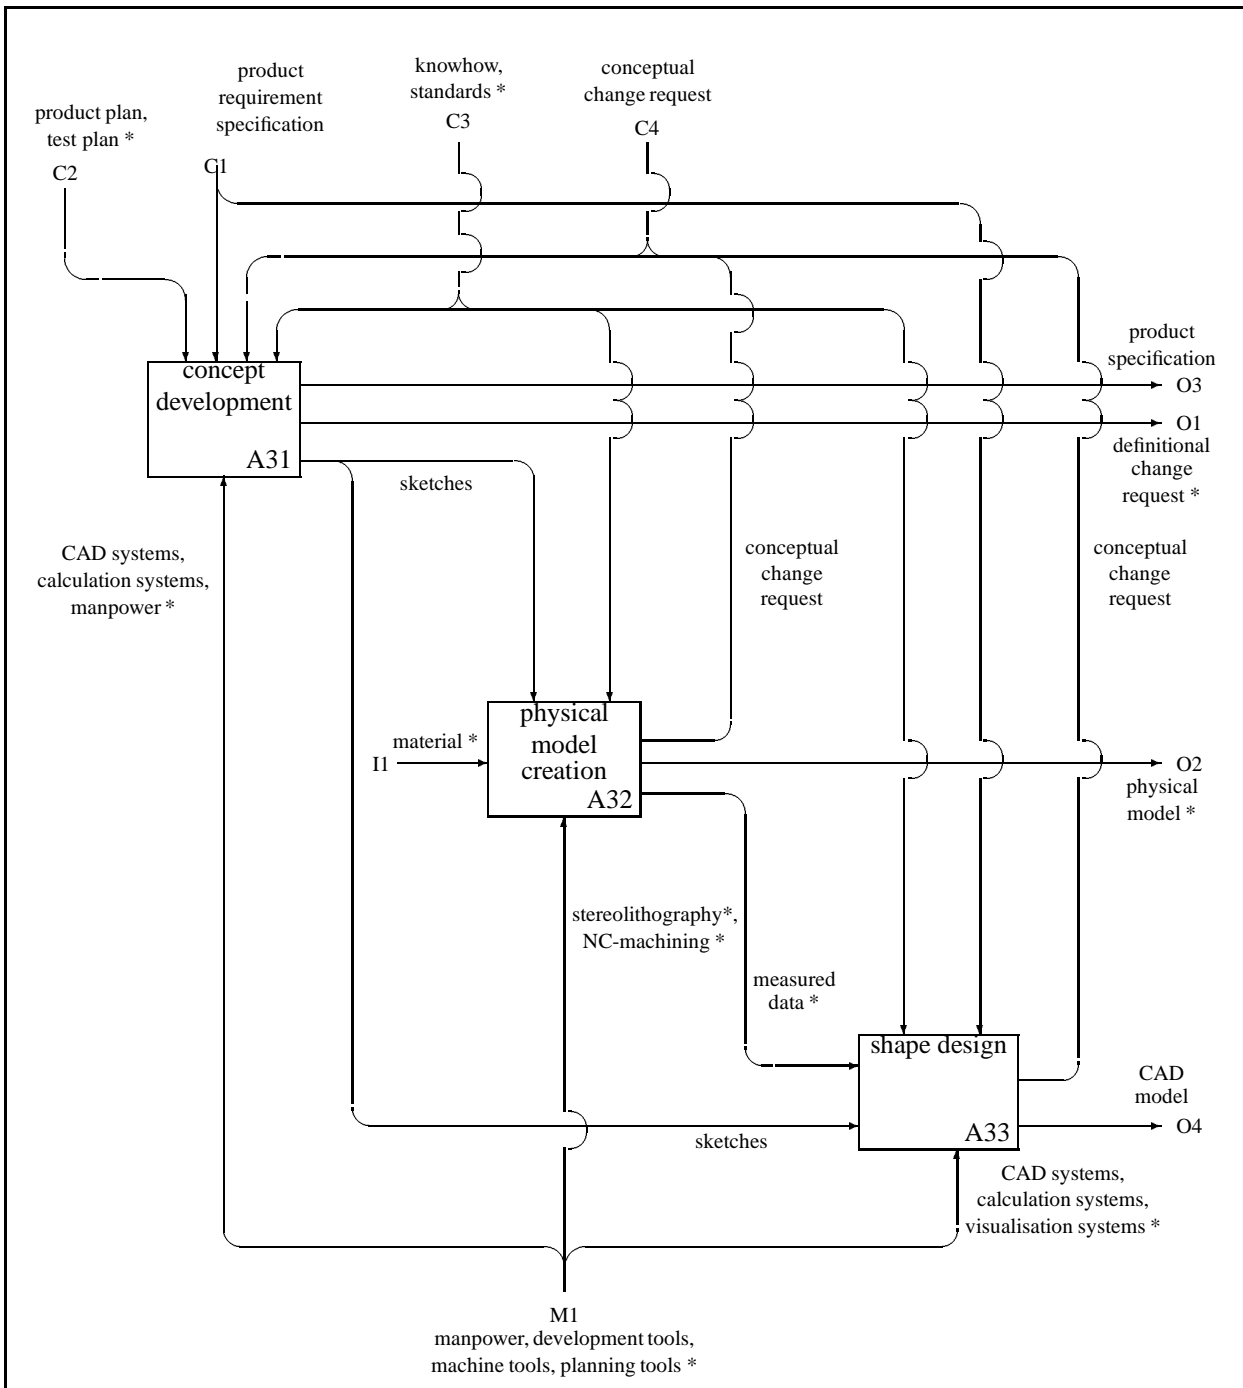 product plan,
test plan *
C2
product
requirement
specification
C1
knowhow,
standards *
C3
conceptual
change request
C4
concept
development
A31
product
specification
O3
O1
definitional
change
request *
sketches
CAD systems,
calculation systems,
manpower *
conceptual
change
request
conceptual
change
request
material *
I1
physical
model
creation
A32
O2
physical
model *
stereolithography*,
NC-machining *
measured
data *
shape design
A33
CAD
model
O4
sketches
CAD systems,
calculation systems,
visualisation systems *
M1
manpower, development tools,
machine tools, planning tools *